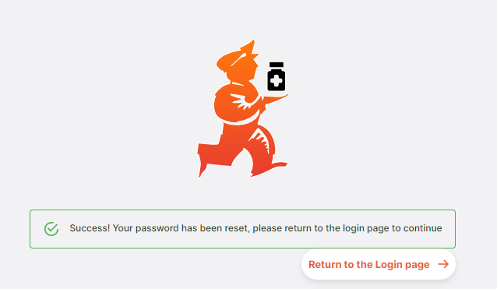 Success! Your password has been reset, please return to the login page to continue
Return to the Login page